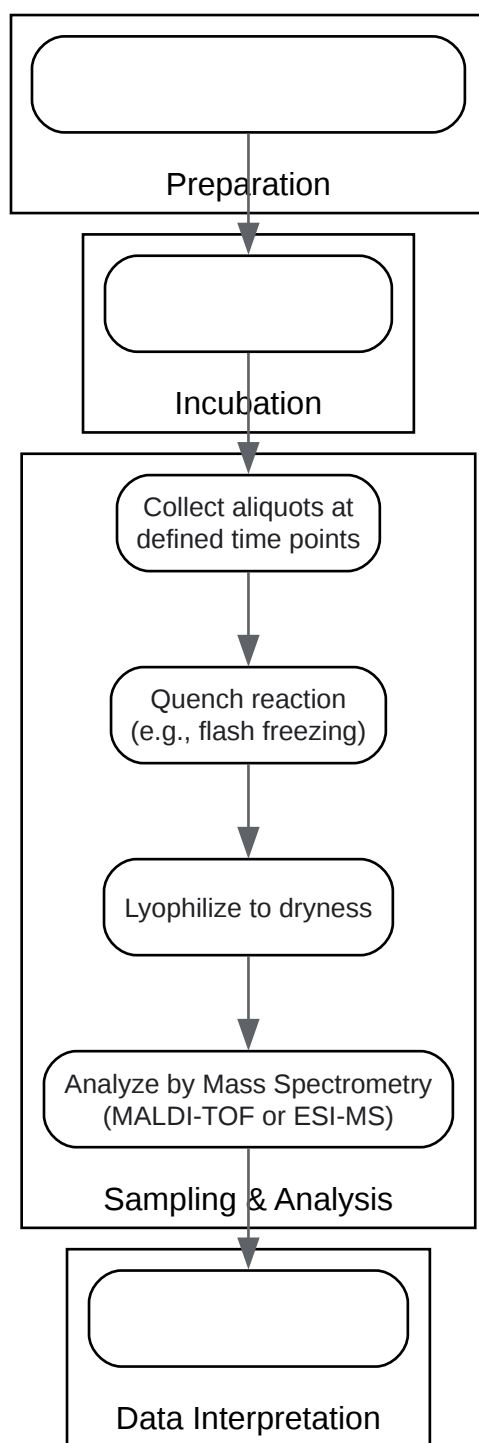 Preparation
Incubation
Collect aliquots at
defined time points
Quench reaction
(e.g., flash freezing)
Lyophilize to dryness
Analyze by Mass Spectrometry
(MALDI-TOF or ESI-MS)
Sampling & Analysis
Data Interpretation